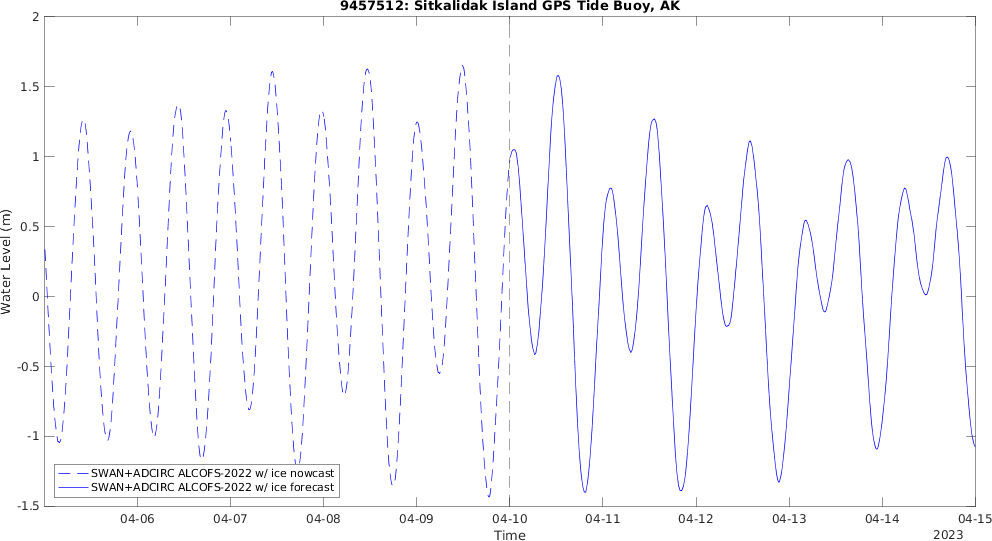 9457512: Sitkalidak Island GPS Tide Buoy, AK
2
1.5
1
0.5
0
-0.5
-1
-1.5
Water Level (m)
SWAN+ADCIRC ALCOFS-2022 w/ ice nowcast
SWAN+ADCIRC ALCOFS-2022 w/ ice forecast
04-06 04-07 04-08 04-09 04-10 04-11 04-12 04-13 04-14 04-15
Time
2023